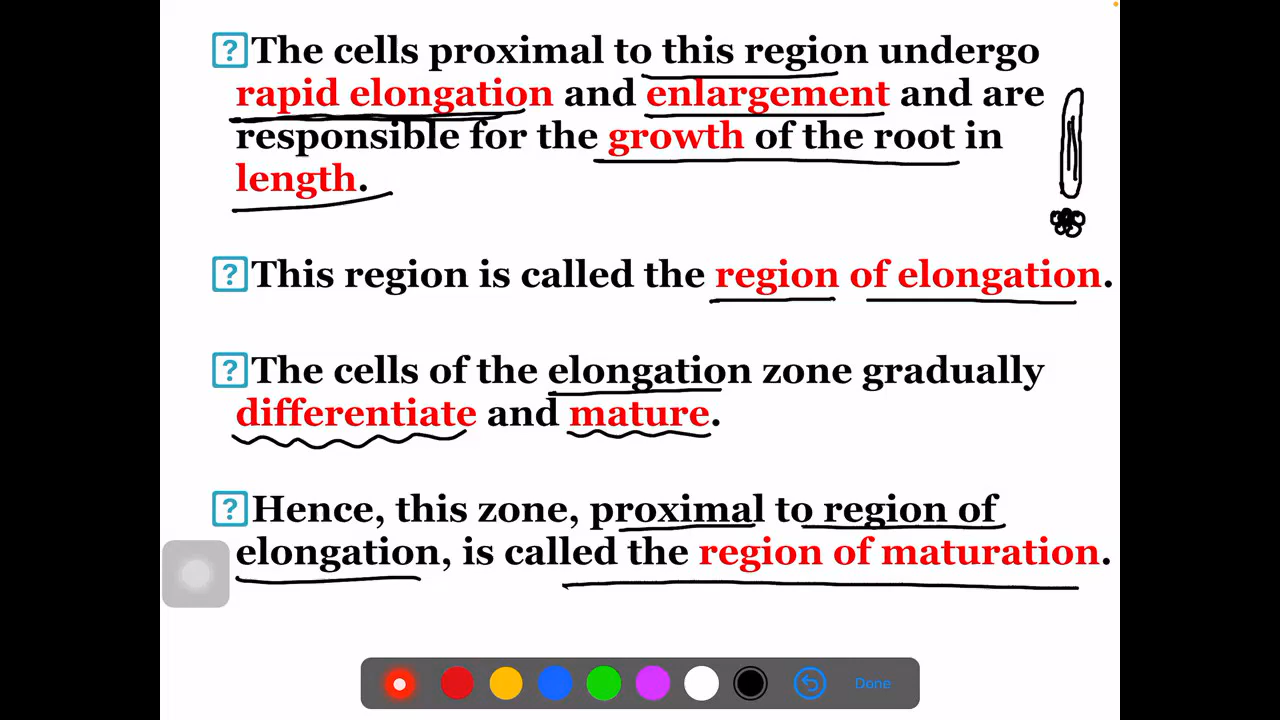 ? The cells proximal to this region undergo
rapid elongation and enlargement and are
responsible for the growth of the root in
length.
? This region is called the region of elongation.
? The cells of the elongation zone gradually
differentiate and mature.
? Hence, this zone, proximal to region of
elongation, is called the region of maturation.
Done